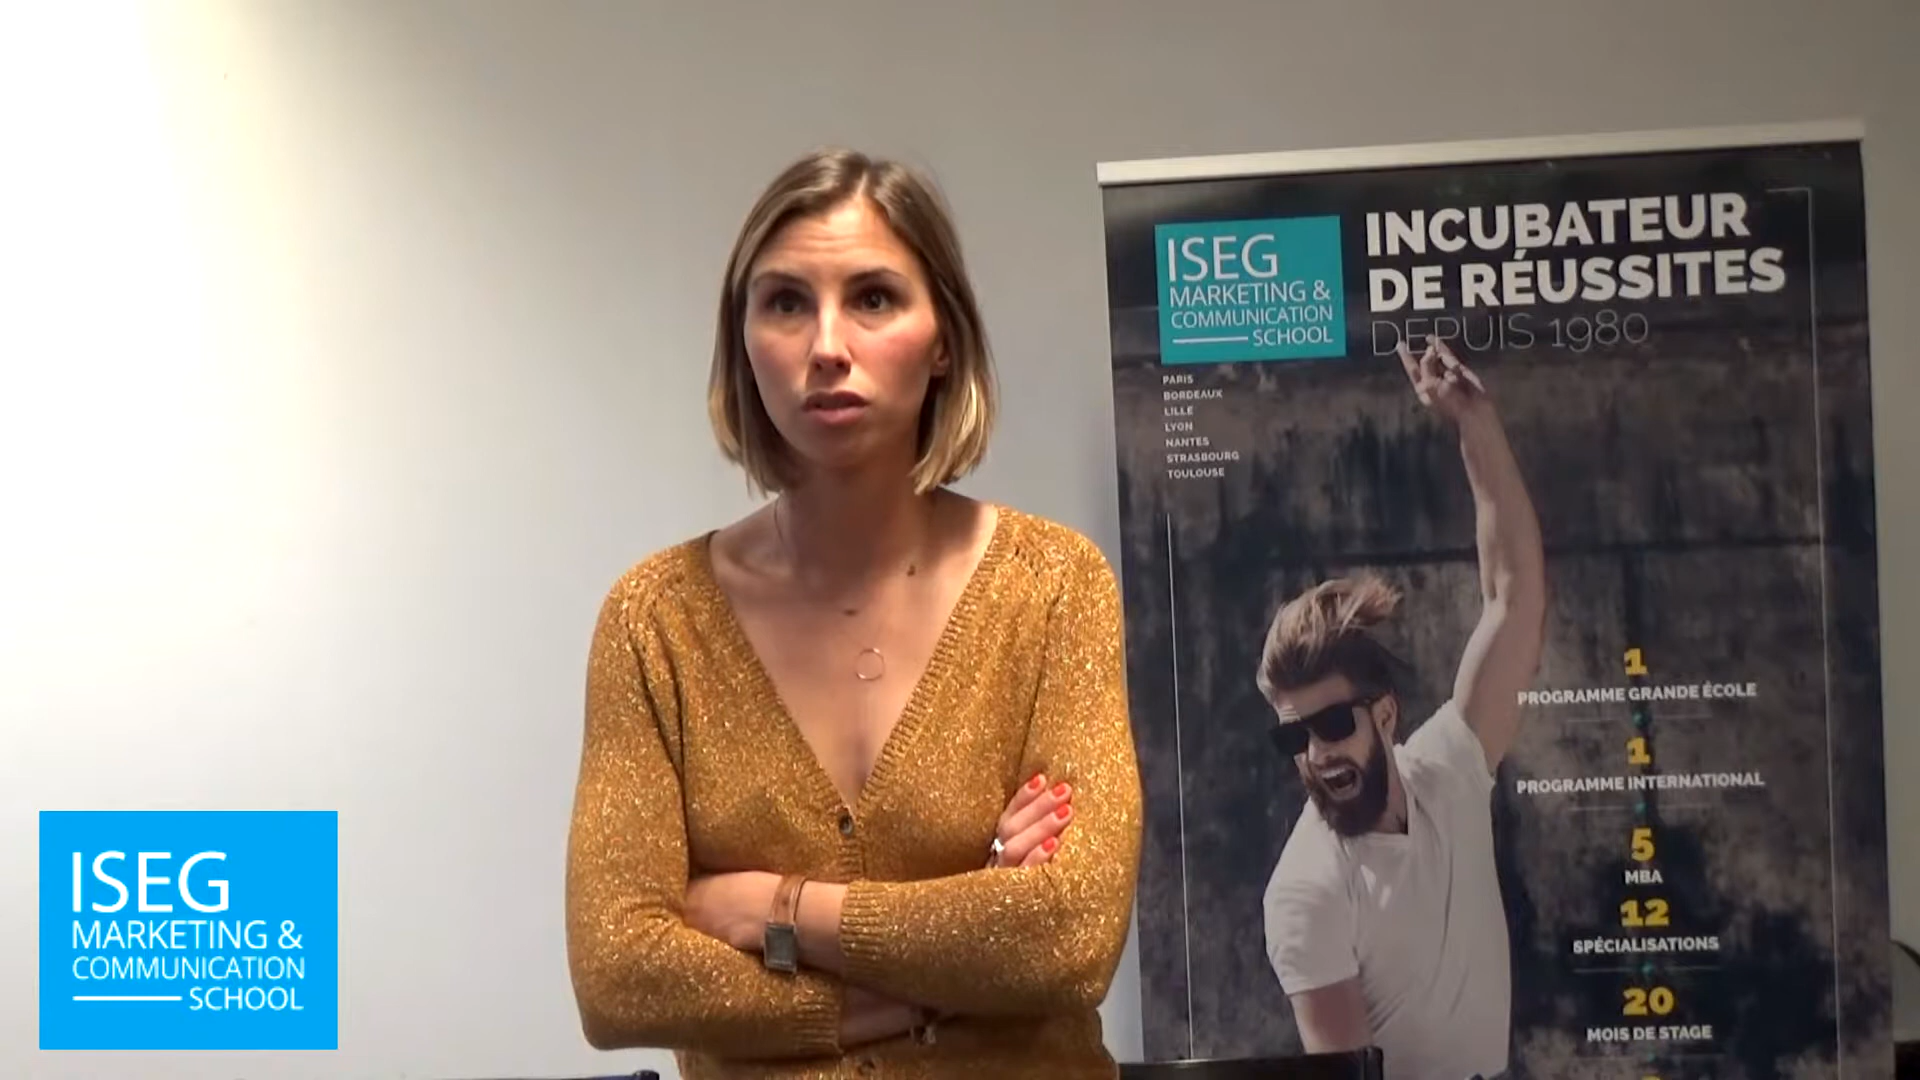 ISEG
MARKETING &
COMMUNICATION
SCHOOL
INCUBATEUR
DE RÉUSSITES
DEPUIS 1980
PARIS
BORDEAUX
LILLE
LYON
NANTES
STRASBOURG
TOULOUSE
1
PROGRAMME GRANDE ÉCOLE
1
PROGRAMME INTERNATIONAL
5
MBA
12
SPÉCIALISATIONS
20
MOIS DE STAGE
ISEG
MARKETING &
COMMUNICATION
SCHOOL